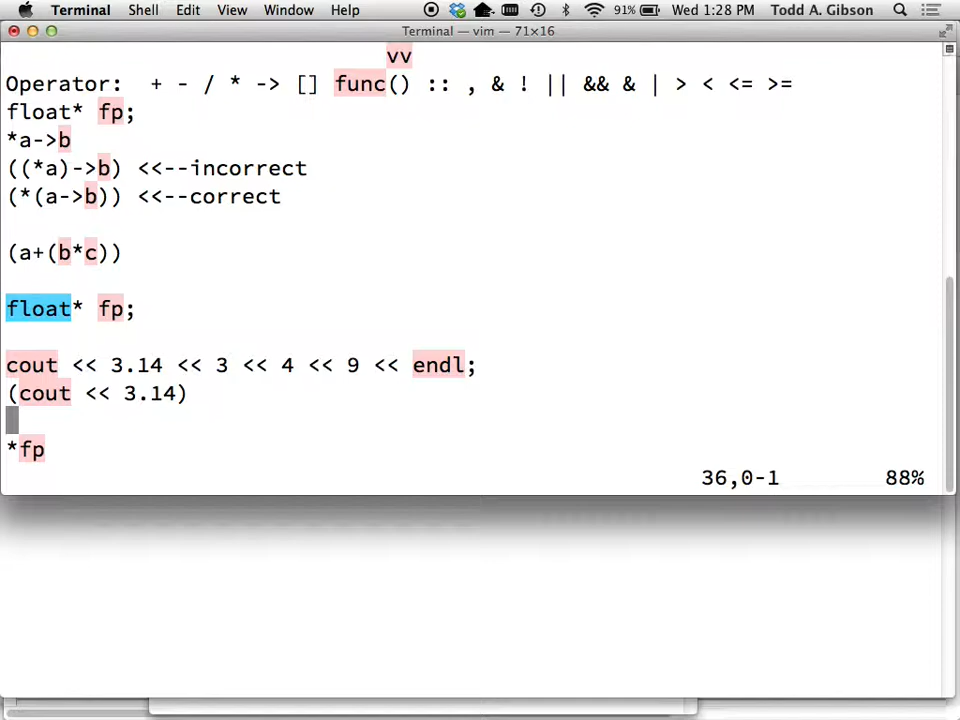 Terminal Shell Edit View Window Help 91% Wed 1:28 PM Todd A. Gibson
Terminal — vim — 71×16
vv
Operator: + - / * -> [] func() :: , & ! || && & | > < <= >=
float* fp;
*a->b
((*a)->b) <<--incorrect
(*(a->b)) <<--correct
(a+(b*c))
float* fp;
cout << 3.14 << 3 << 4 << 9 << endl;
(cout << 3.14)
*fp
36,0-1 88%